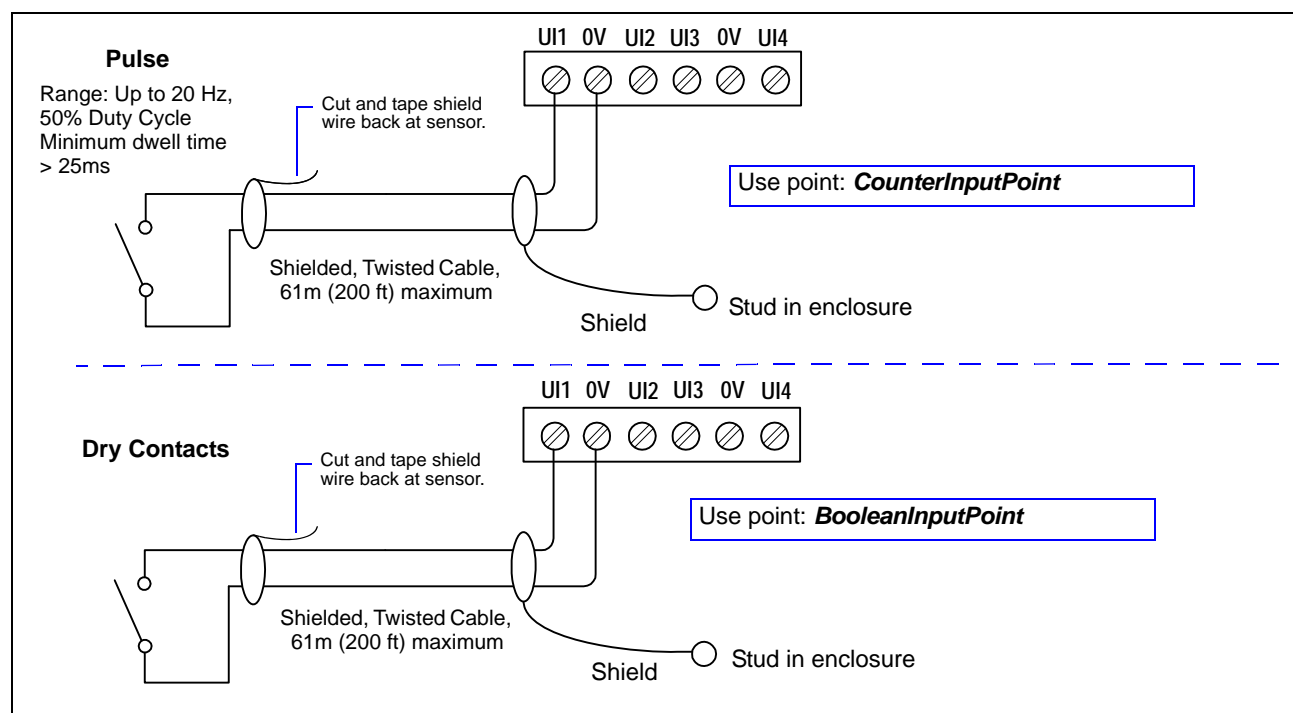 UI1 0V UI2 UI3 0V UI4
Pulse
Range: Up to 20 Hz,
50% Duty Cycle
Minimum dwell time
> 25ms
Cut and tape shield
wire back at sensor.
Use point: CounterInputPoint
Shielded, Twisted Cable,
61m (200 ft) maximum
Shield
Stud in enclosure
UI1 0V UI2 UI3 0V UI4
Dry Contacts
Cut and tape shield
wire back at sensor.
Use point: BooleanInputPoint
Shielded, Twisted Cable,
61m (200 ft) maximum
Shield
Stud in enclosure